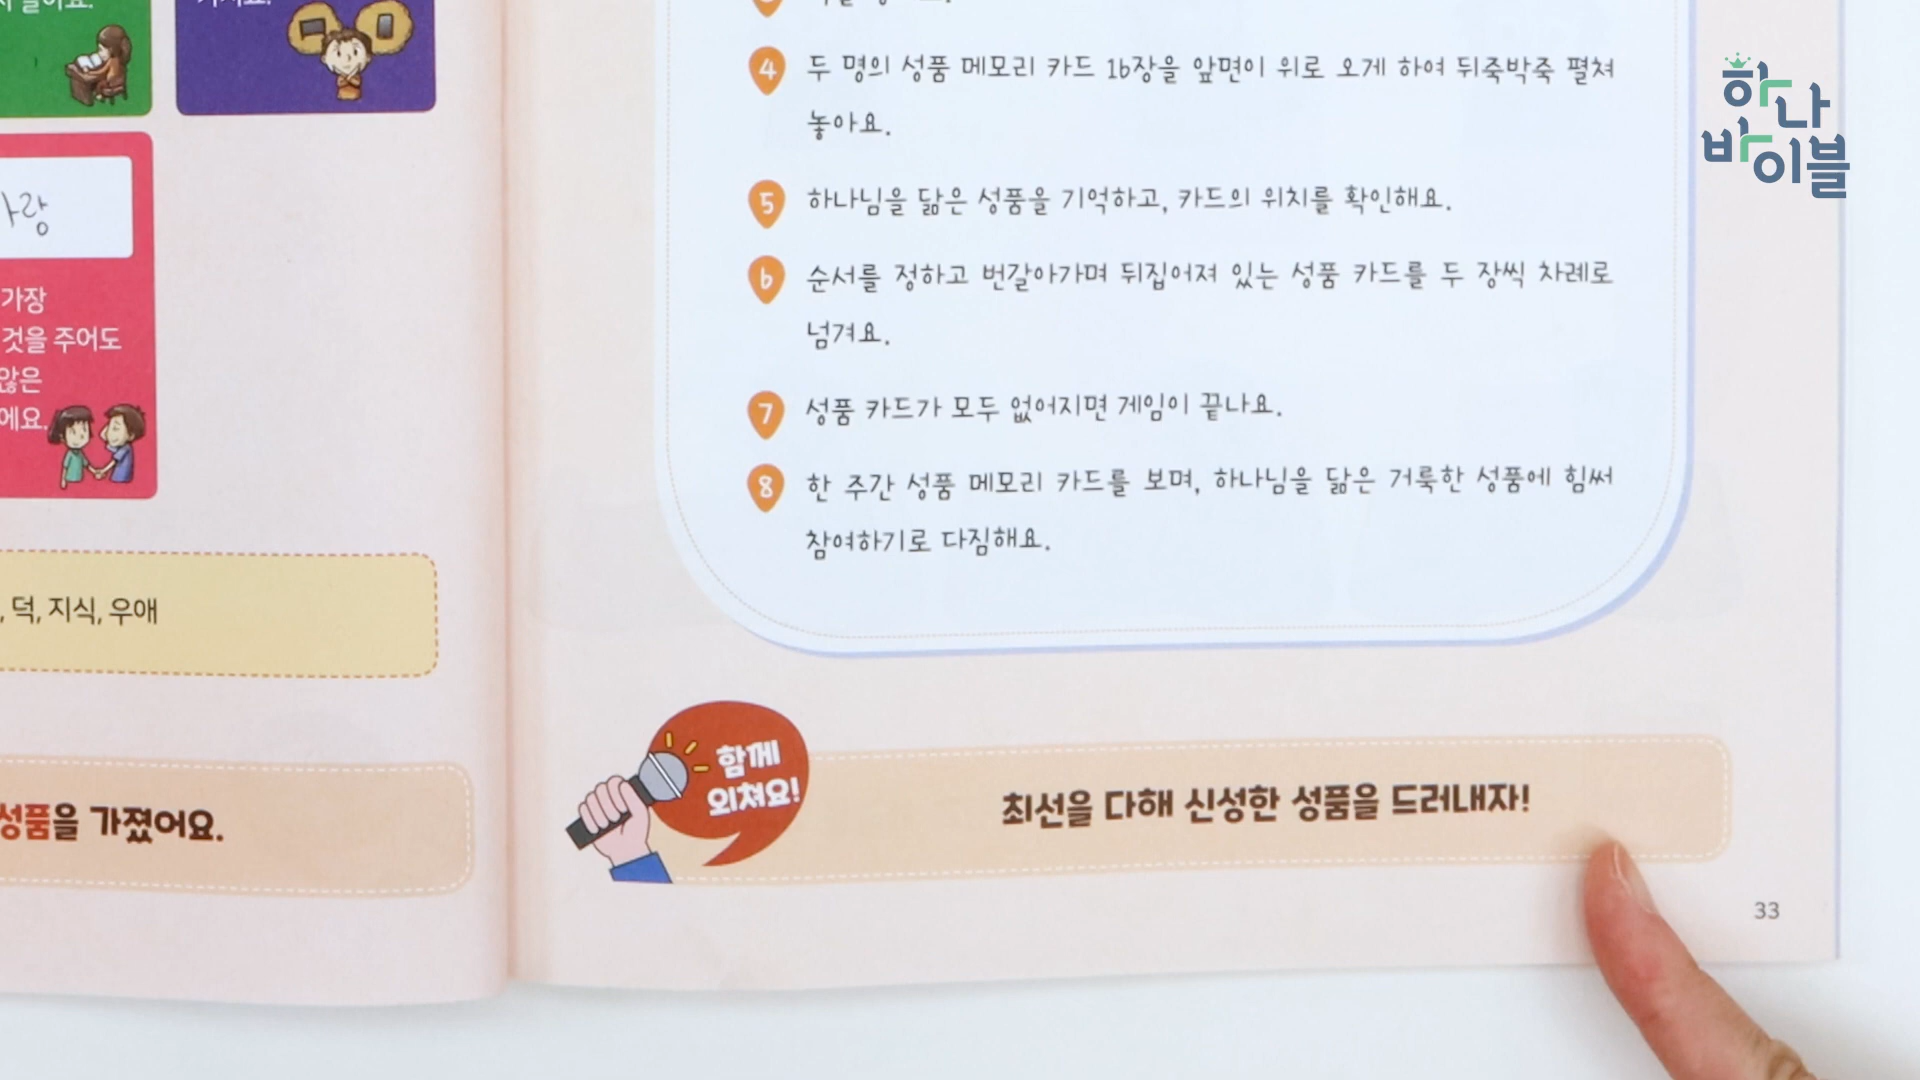 사랑
가장
것을 주어도
않은
에요.
, 덕, 지식, 우애
성품을 가졌어요.
4 두 명의 성품 메모리 카드 16장을 앞면이 위로 오게 하여 뒤죽박죽 펼쳐
놓아요.
5 하나님을 닮은 성품을 기억하고, 카드의 위치를 확인해요.
6 순서를 정하고 번갈아가며 뒤집어져 있는 성품 카드를 두 장씩 차례로
넘겨요.
7 성품 카드가 모두 없어지면 게임이 끝나요.
8 한 주간 성품 메모리 카드를 보며, 하나님을 닮은 거룩한 성품에 힘써
참여하기로 다짐해요.
함께
외쳐요!
최선을 다해 신성한 성품을 드러내자!
33
하나
바이블